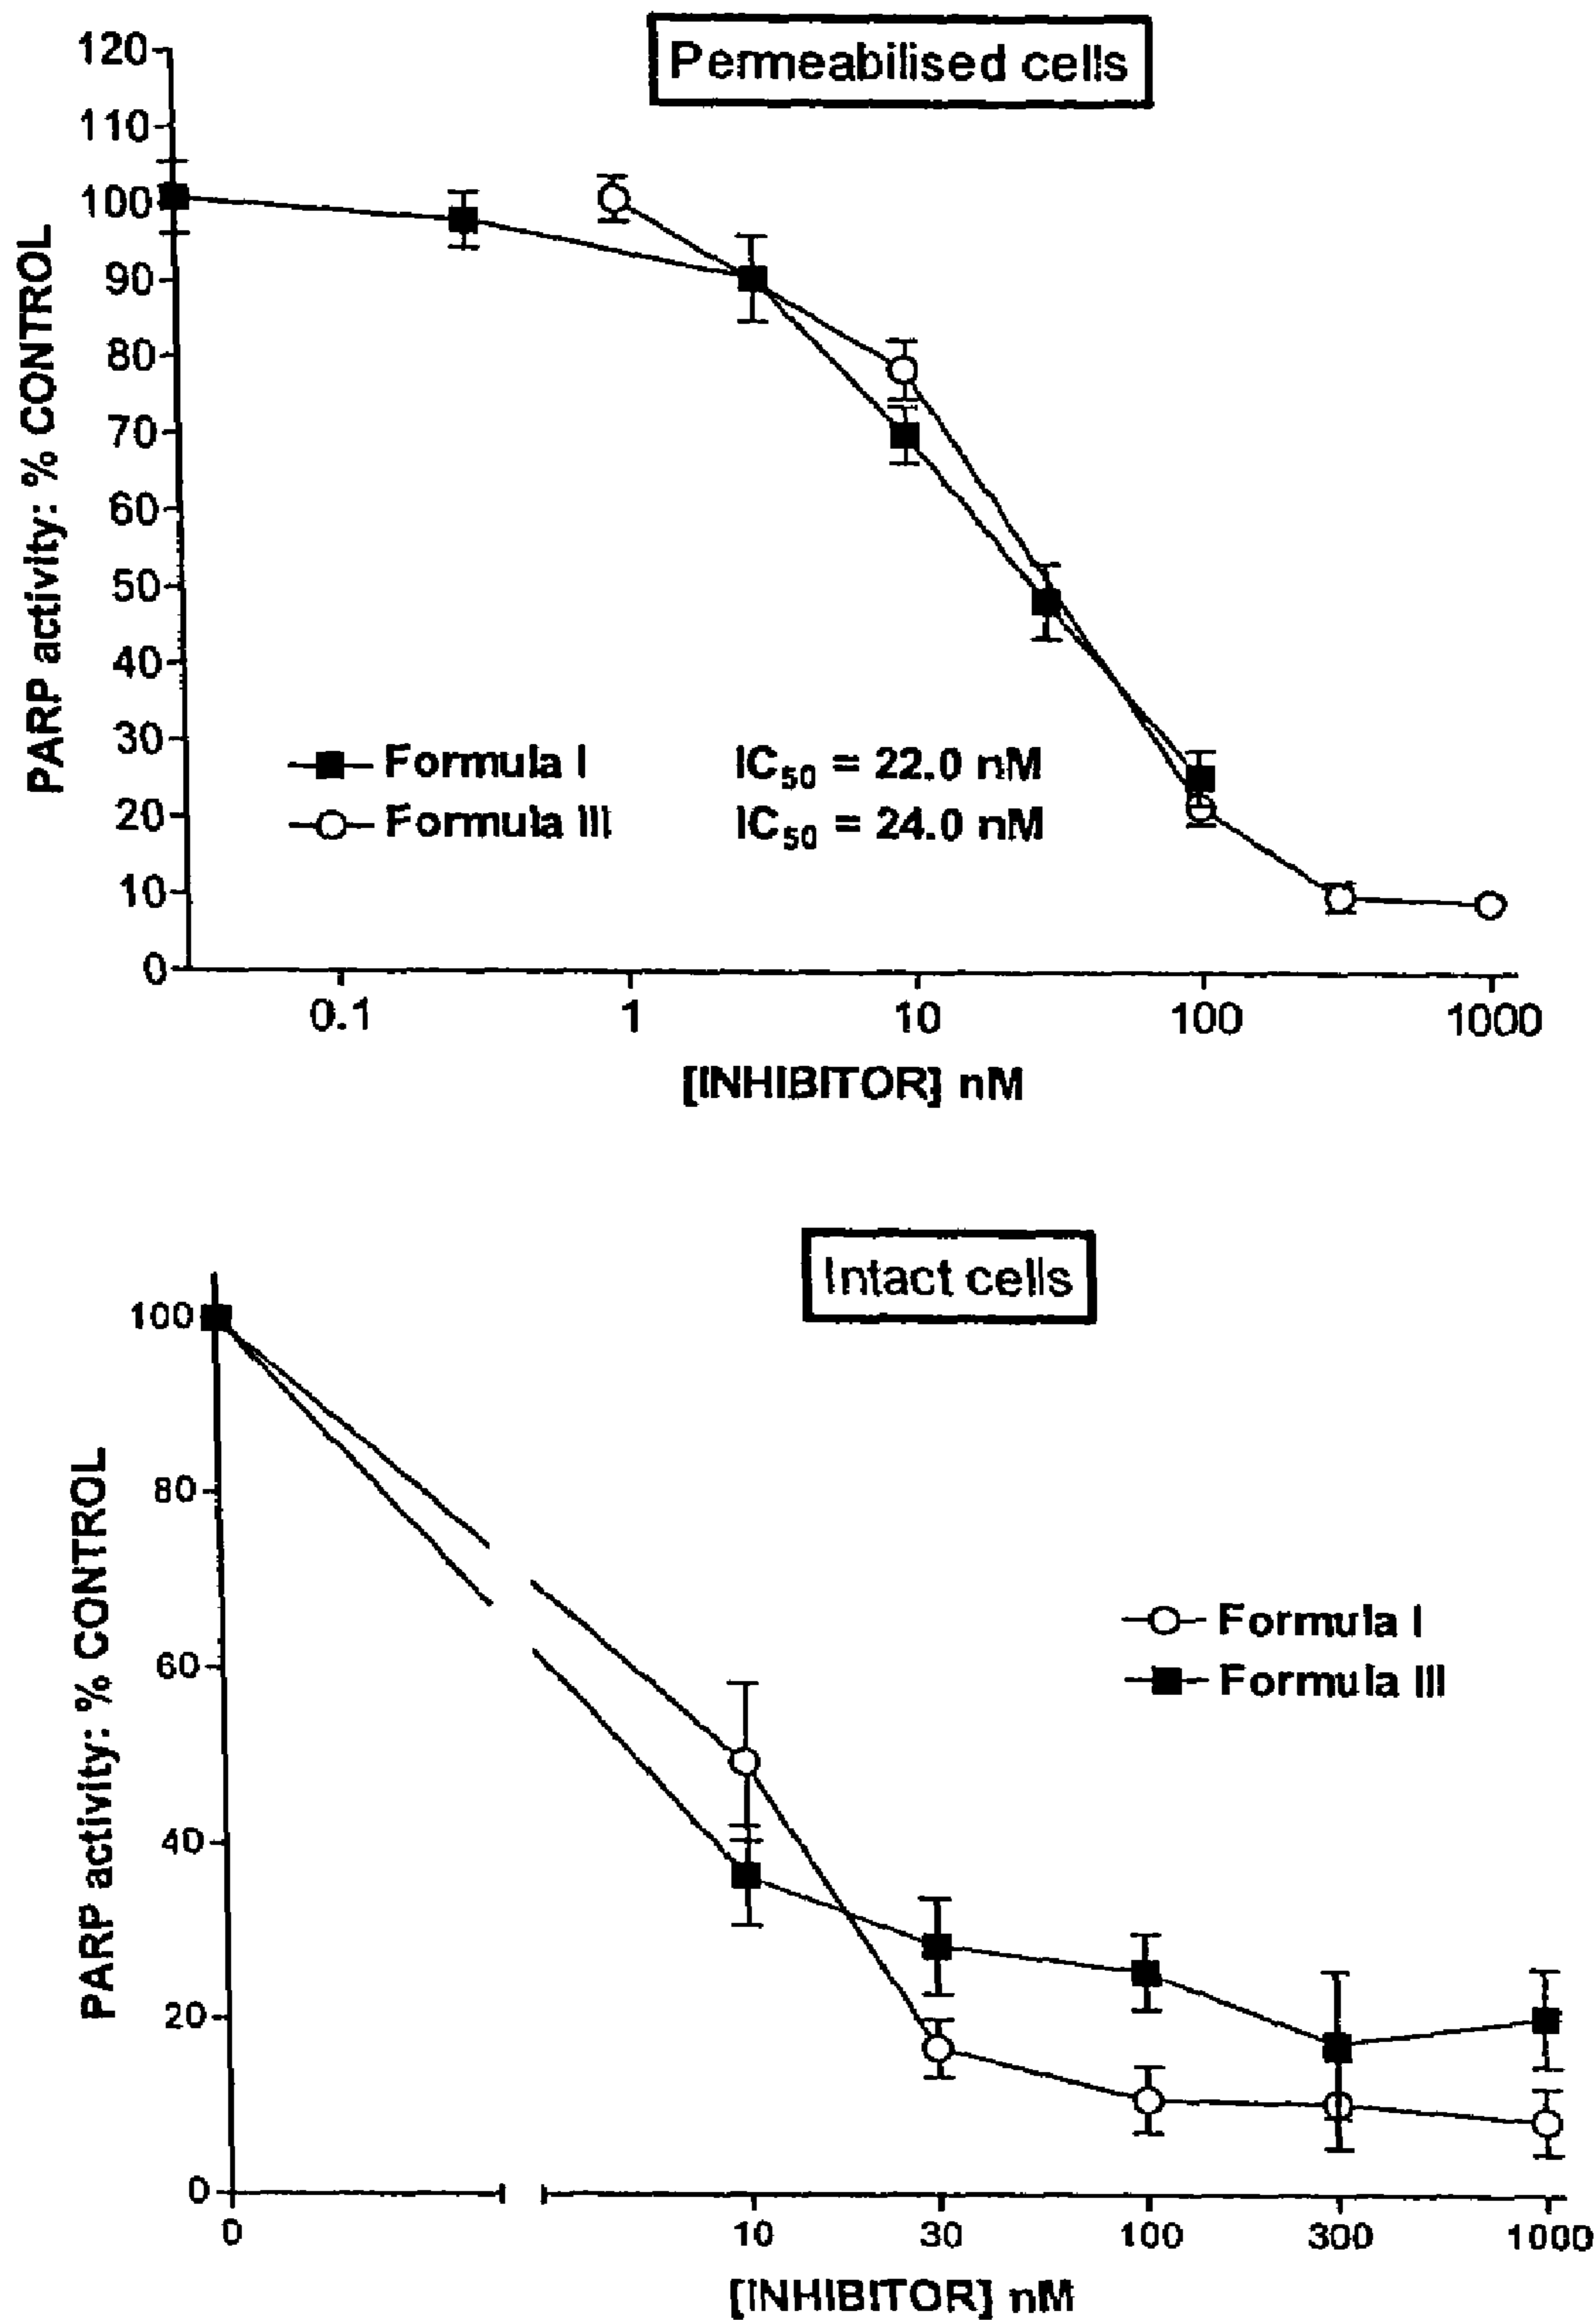 Permeabilised cells
120
110
100
90
80
70
60
50
40
30
20
10
0
PARP activity: % CONTROL
Formula I IC50 = 22.0 nM
Formula III IC50 = 24.0 nM
0.1 1 10 100 1000
[INHIBITOR] nM
Intact cells
100
80
60
40
20
0
PARP activity: % CONTROL
Formula I
Formula III
0 10 30 100 300 1000
[INHIBITOR] nM